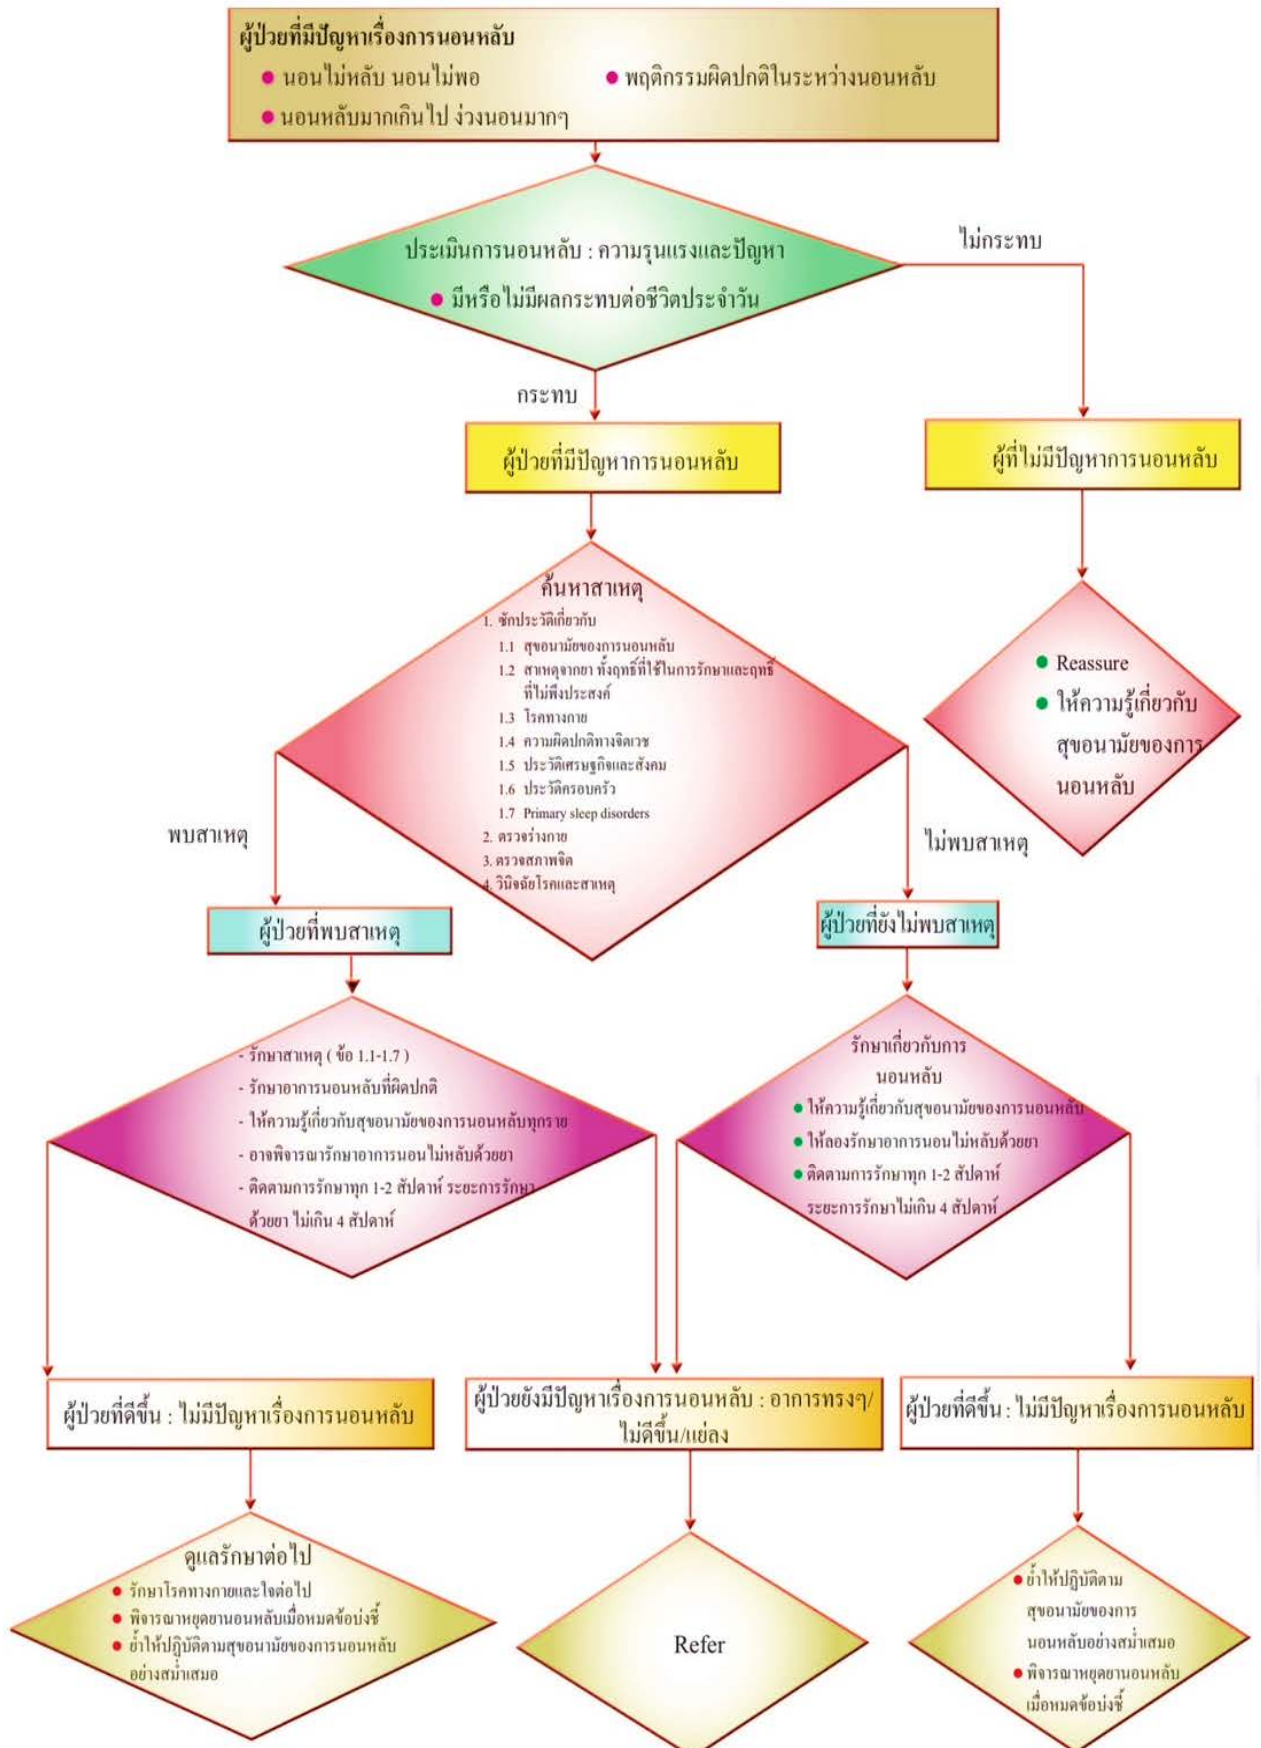 ผู้ป่วยที่มีปัญหาเรื่องการนอนหลับ
● นอนไม่หลับ นอนไม่พอ
● พฤติกรรมผิดปกติในระหว่างนอนหลับ
● นอนหลับมากเกินไป ง่วงนอนมากๆ
ประเมินการนอนหลับ : ความรุนแรงและปัญหา
● มีหรือไม่มีผลกระทบต่อชีวิตประจำวัน
ไม่กระทบ
กระทบ
ผู้ป่วยที่มีปัญหาการนอนหลับ
ผู้ที่ไม่มีปัญหาการนอนหลับ
ค้นหาสาเหตุ
1. ซักประวัติเกี่ยวกับ
1.1 สุขอนามัยของการนอนหลับ
1.2 สาเหตุจากยา ทั้งฤทธิ์ที่ใช้ในการรักษาและฤทธิ์
ที่ไม่พึงประสงค์
1.3 โรคทางกาย
1.4 ความผิดปกติทางจิตเวช
1.5 ประวัติเศรษฐกิจและสังคม
1.6 ประวัติครอบครัว
1.7 Primary sleep disorders
2. ตรวจร่างกาย
3. ตรวจสภาพจิต
4. วินิจฉัยโรคและสาเหตุ
● Reassure
● ให้ความรู้เกี่ยวกับ
สุขอนามัยของการ
นอนหลับ
พบสาเหตุ
ไม่พบสาเหตุ
ผู้ป่วยที่พบสาเหตุ
ผู้ป่วยที่ยังไม่พบสาเหตุ
- รักษาสาเหตุ ( ข้อ 1.1-1.7 )
- รักษาอาการนอนหลับที่ผิดปกติ
- ให้ความรู้เกี่ยวกับสุขอนามัยของการนอนหลับทุกราย
- อาจพิจารณารักษาอาการนอนไม่หลับด้วยยา
- ติดตามการรักษาทุก 1-2 สัปดาห์ ระยะการรักษา
ด้วยยา ไม่เกิน 4 สัปดาห์
รักษาเกี่ยวกับการ
นอนหลับ
● ให้ความรู้เกี่ยวกับสุขอนามัยของการนอนหลับ
● ให้ลองรักษาอาการนอนไม่หลับด้วยยา
● ติดตามการรักษาทุก 1-2 สัปดาห์
ระยะการรักษาไม่เกิน 4 สัปดาห์
ผู้ป่วยที่ดีขึ้น : ไม่มีปัญหาเรื่องการนอนหลับ
ผู้ป่วยยังมีปัญหาเรื่องการนอนหลับ : อาการทรงๆ/
ไม่ดีขึ้น/แย่ลง
ผู้ป่วยที่ดีขึ้น : ไม่มีปัญหาเรื่องการนอนหลับ
ดูแลรักษาต่อไป
● รักษาโรคทางกายและใจต่อไป
● พิจารณาหยุดยานอนหลับเมื่อหมดข้อบ่งชี้
● ย้ำให้ปฏิบัติตามสุขอนามัยของการนอนหลับ
อย่างสม่ำเสมอ
Refer
● ย้ำให้ปฏิบัติตาม
สุขอนามัยของการ
นอนหลับอย่างสม่ำเสมอ
● พิจารณาหยุดยานอนหลับ
เมื่อหมดข้อบ่งชี้